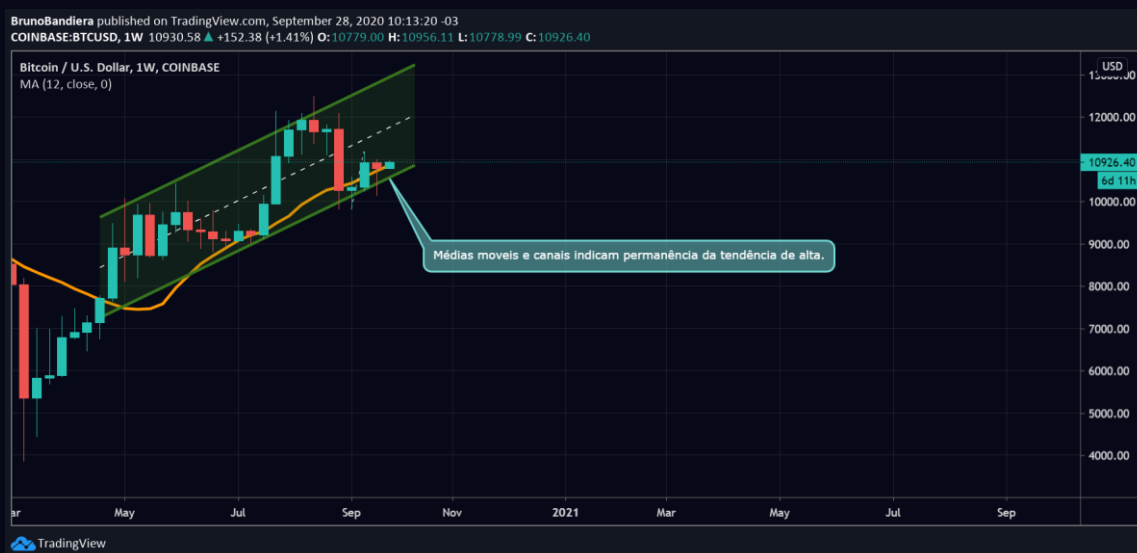 BrunoBandiera published on TradingView.com, September 28, 2020 10:13:20 -03
COINBASE:BTCUSD, 1W 10930.58 ▲ +152.38 (+1.41%) O:10779.00 H:10956.11 L:10778.99 C:10926.40
Bitcoin / U.S. Dollar, 1W, COINBASE
MA (12, close, 0)
USD
12000.00
10926.40
6d 11h
10000.00
9000.00
Médias moveis e canais indicam permanência da tendência de alta.
8000.00
7000.00
6000.00
5000.00
4000.00
May Jul Sep Nov 2021 Mar May Jul Sep
TradingView